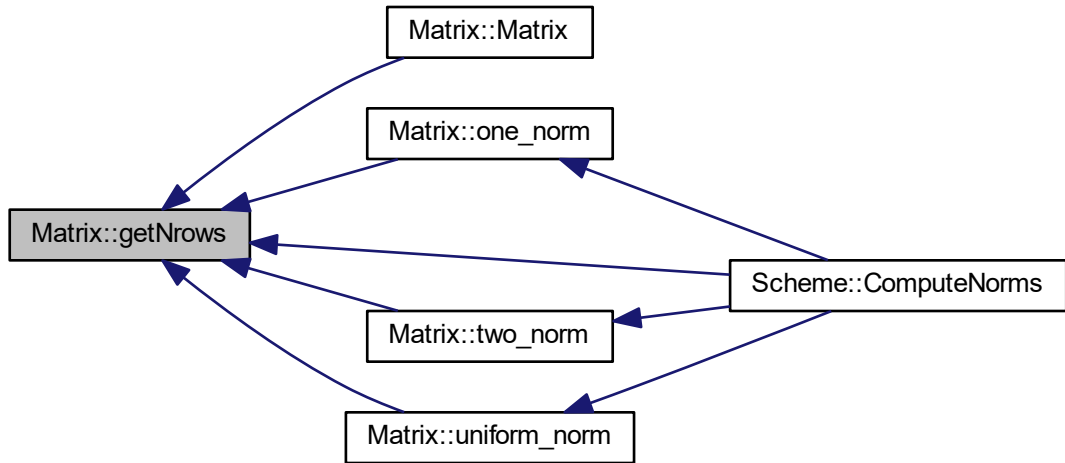 Matrix::Matrix
Matrix::one_norm
Matrix::getNrows
Scheme::ComputeNorms
Matrix::two_norm
Matrix::uniform_norm